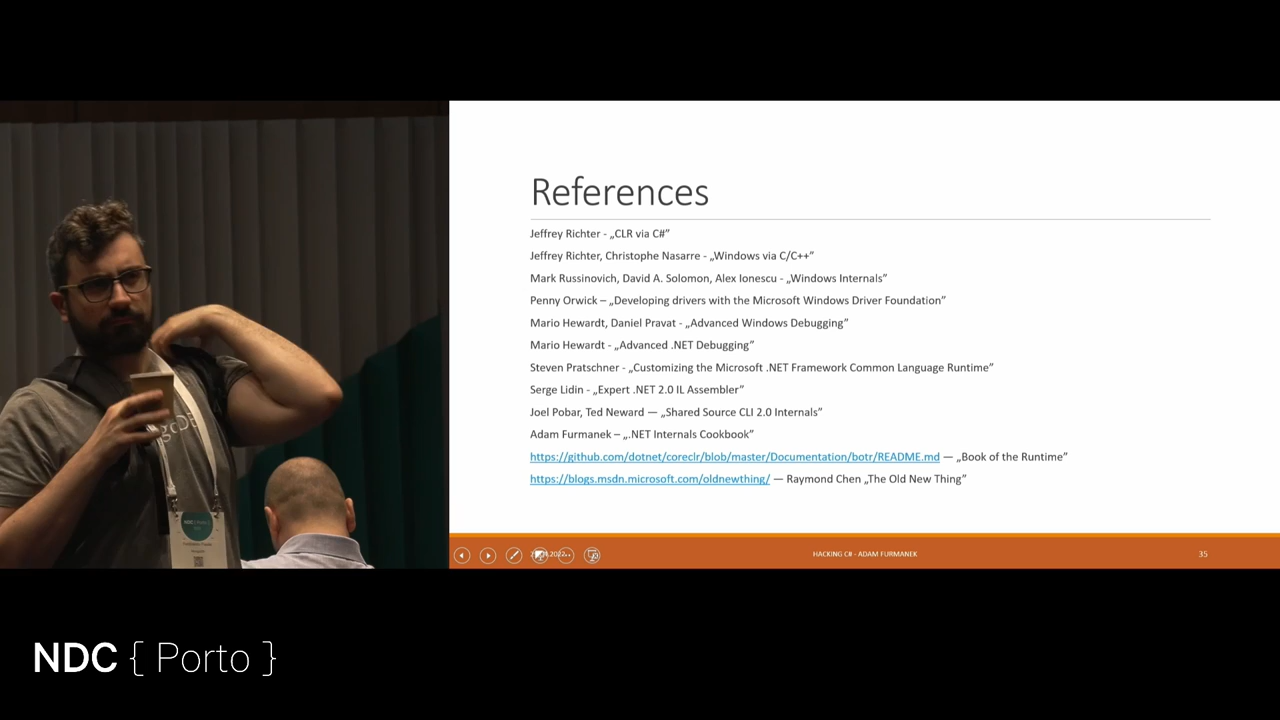 References
Jeffrey Richter - „CLR via C#”
Jeffrey Richter, Christophe Nasarre - „Windows via C/C++”
Mark Russinovich, David A. Solomon, Alex Ionescu - „Windows Internals”
Penny Orwick – „Developing drivers with the Microsoft Windows Driver Foundation”
Mario Hewardt, Daniel Pravat - „Advanced Windows Debugging”
Mario Hewardt - „Advanced .NET Debugging”
Steven Pratschner - „Customizing the Microsoft .NET Framework Common Language Runtime”
Serge Lidin - „Expert .NET 2.0 IL Assembler”
Joel Pobar, Ted Neward — „Shared Source CLI 2.0 Internals”
Adam Furmanek – „.NET Internals Cookbook”
https://github.com/dotnet/coreclr/blob/master/Documentation/botr/README.md — „Book of the Runtime”
https://blogs.msdn.microsoft.com/oldnewthing/ — Raymond Chen „The Old New Thing”
HACKING C# - ADAM FURMANEK
35
NDC { Porto }